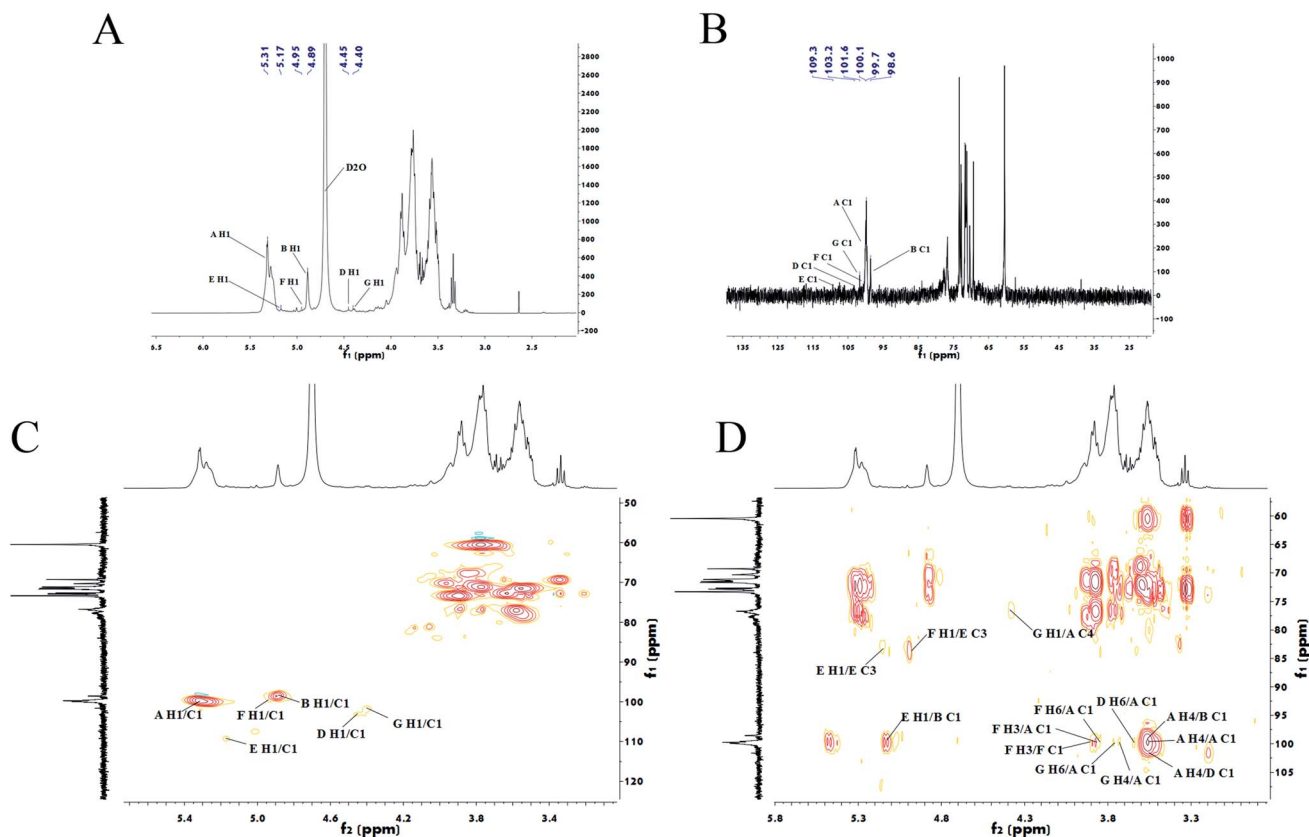 A
5.31
5.17
4.95
4.89
4.45
4.40
2800
2600
2400
2200
2000
1800
1600
1400
1200
1000
800
600
400
200
0
-200
D2O
A H1
B H1
E H1
F H1
D H1
G H1
6.5 6.0 5.5 5.0 4.5 4.0 3.5 3.0 2.5 2.0
f1 (ppm)
B
109.3
103.2
101.6
100.1
99.7
98.6
1000
900
800
700
600
500
400
300
200
100
0
-100
A C1
G C1
F C1
B C1
D C1
E C1
135 125 115 105 95 85 75 65 55 45 35 25
f1 (ppm)
C
50
60
70
80
90
100
110
120
f1 (ppm)
A H1/C1
F H1/C1
B H1/C1
D H1/C1
G H1/C1
E H1/C1
5.4 5.0 4.6 4.2 3.8 3.4
f2 (ppm)
D
60
65
70
75
80
85
90
95
100
105
f1 (ppm)
G H1/A C4
F H1/E C3
E H1/E C3
E H1/B C1
F H6/A C1
D H6/A C1
F H3/A C1
F H3/F C1
G H6/A C1
G H4/A C1
A H4/B C1
A H4/A C1
A H4/D C1
5.8 5.3 4.8 4.3 3.8 3.3
f2 (ppm)